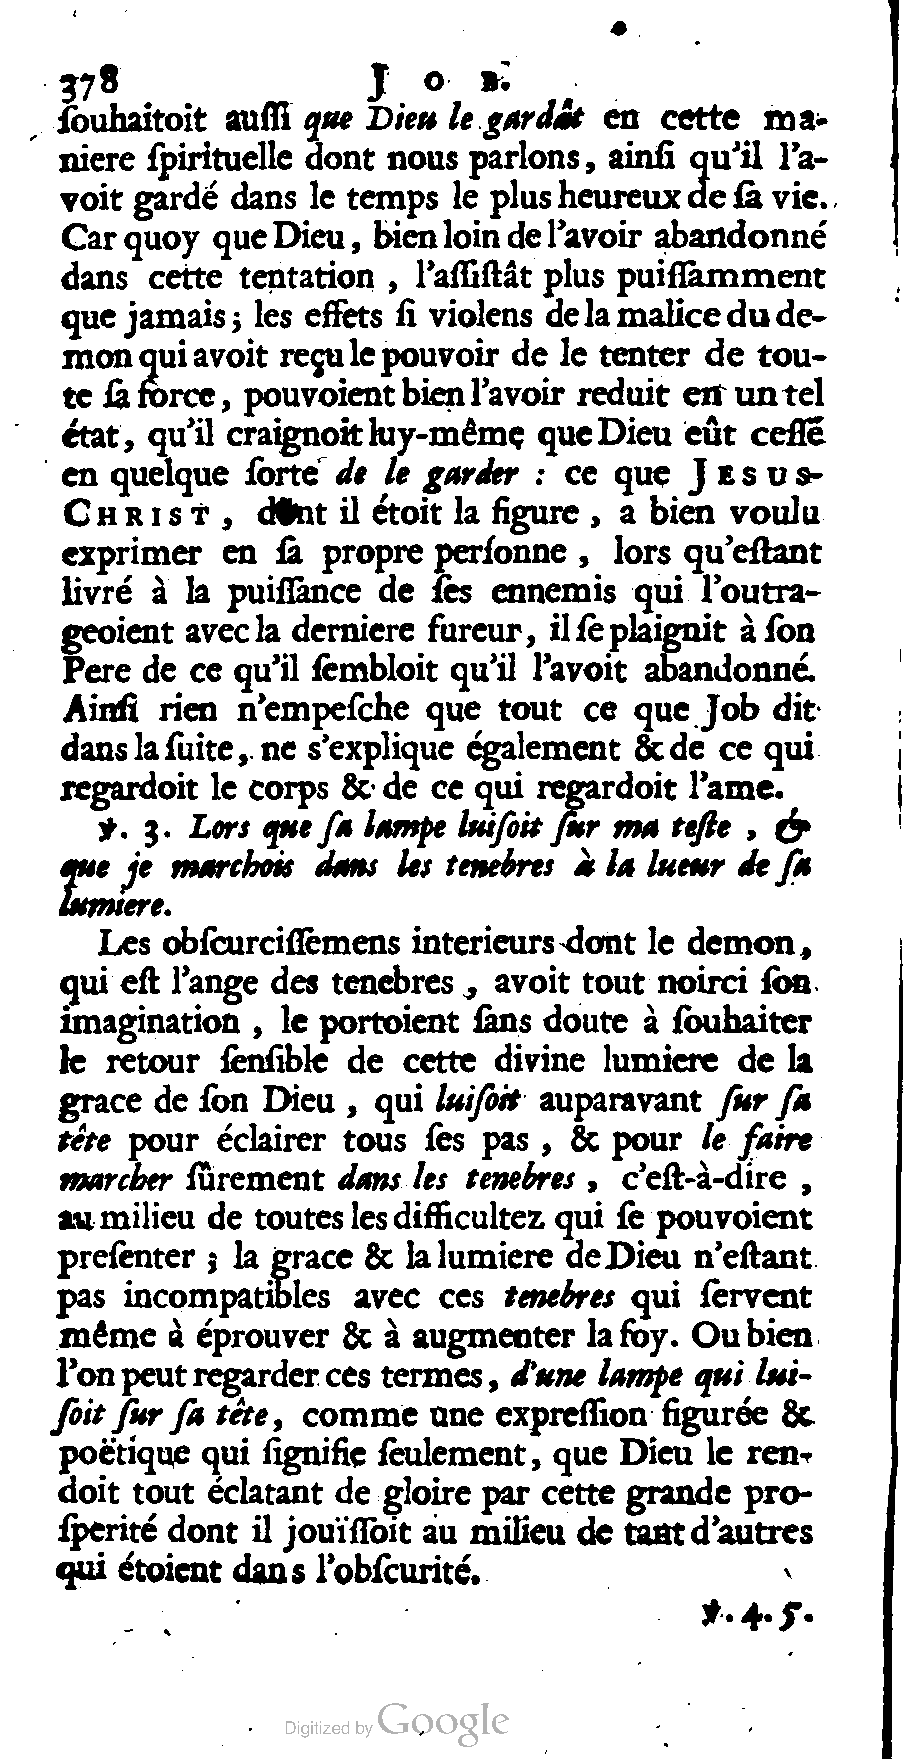 378 J O B.
ſouhaitoit auſſi que Dieu le gardât en cette ma-
niere ſpirituelle dont nous parlons, ainſi qu'il l'a-
voit gardé dans le temps le plus heureux de ſa vie.
Car quoy que Dieu, bien loin de l'avoir abandonné
dans cette tentation , l'aſſiſtât plus puiſſamment
que jamais; les effets ſi violens de la malice du de-
mon qui avoit reçu le pouvoir de le tenter de tou-
te ſa force, pouvoient bien l'avoir reduit en un tel
état, qu'il craignoit luy-même que Dieu eût ceſſé
en quelque ſorte de le garder : ce que JESUS-
CHRIST, dont il étoit la figure , a bien voulu
exprimer en ſa propre perſonne , lors qu'eſtant
livré à la puiſſance de ſes ennemis qui l'outra-
geoient avec la derniere fureur, il ſe plaignit à ſon
Pere de ce qu'il ſembloit qu'il l'avoit abandonné.
Ainſi rien n'empeſche que tout ce que Job dit
dans la ſuite, ne s'explique également & de ce qui
regardoit le corps & de ce qui regardoit l'ame.
℣. 3. Lors que ſa lampe luiſoit ſur ma teſte , &
que je marchois dans les tenebres à la lueur de ſa
lumiere.
Les obſcurciſſemens interieurs dont le demon,
qui eſt l'ange des tenebres , avoit tout noirci ſon
imagination , le portoient ſans doute à ſouhaiter
le retour ſenſible de cette divine lumiere de la
grace de ſon Dieu , qui luiſoit auparavant ſur ſa
tête pour éclairer tous ſes pas , & pour le faire
marcher ſûrement dans les tenebres , c'eſt-à-dire ,
au milieu de toutes les difficultez qui ſe pouvoient
preſenter ; la grace & la lumiere de Dieu n'eſtant
pas incompatibles avec ces tenebres qui ſervent
même à éprouver & à augmenter la foy. Ou bien
l'on peut regarder ces termes, d'une lampe qui lui-
ſoit ſur ſa tête, comme une expreſſion figurée &
poëtique qui ſignifie ſeulement, que Dieu le ren-
doit tout éclatant de gloire par cette grande pro-
ſperité dont il jouïſſoit au milieu de tant d'autres
qui étoient dans l'obſcurité.
℣. 4. 5.
Digitized by Google